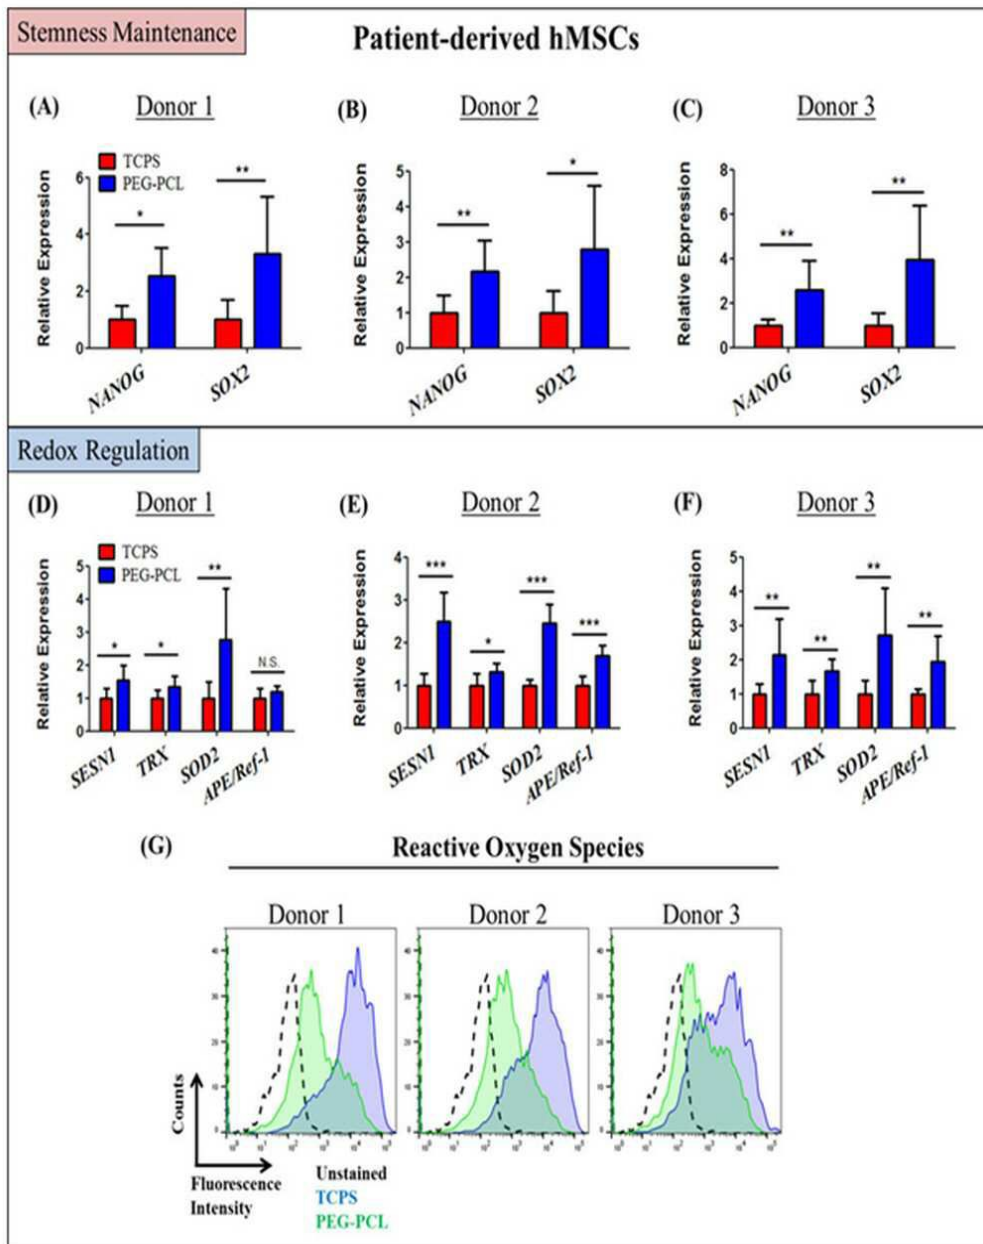 Stemness Maintenance
Patient-derived hMSCs
(A) Donor 1
TCPS
PEG-PCL
Relative Expression
6
4
2
0
*
**
NANOG
SOX2
(B) Donor 2
Relative Expression
5
4
3
2
1
0
**
*
NANOG
SOX2
(C) Donor 3
Relative Expression
8
6
4
2
0
**
**
NANOG
SOX2
Redox Regulation
(D) Donor 1
TCPS
PEG-PCL
Relative Expression
5
4
3
2
1
0
*
*
**
N.S.
SESN1
TRX
SOD2
APE/Ref-1
(E) Donor 2
Relative Expression
4
3
2
1
0
***
*
***
***
SESN1
TRX
SOD2
APE/Ref-1
(F) Donor 3
Relative Expression
5
4
3
2
1
0
**
**
**
**
SESN1
TRX
SOD2
APE/Ref-1
(G) Reactive Oxygen Species
Donor 1
Donor 2
Donor 3
Counts
Fluorescence
Intensity
Unstained
TCPS
PEG-PCL